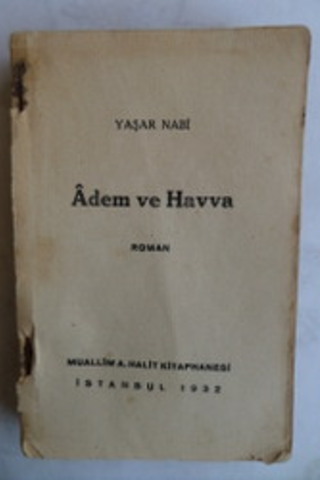 YAŞAR NABİ
Âdem ve Havva
ROMAN
MUALLİM A. HALİT KİTAPHANESİ
İSTANBUL 1932